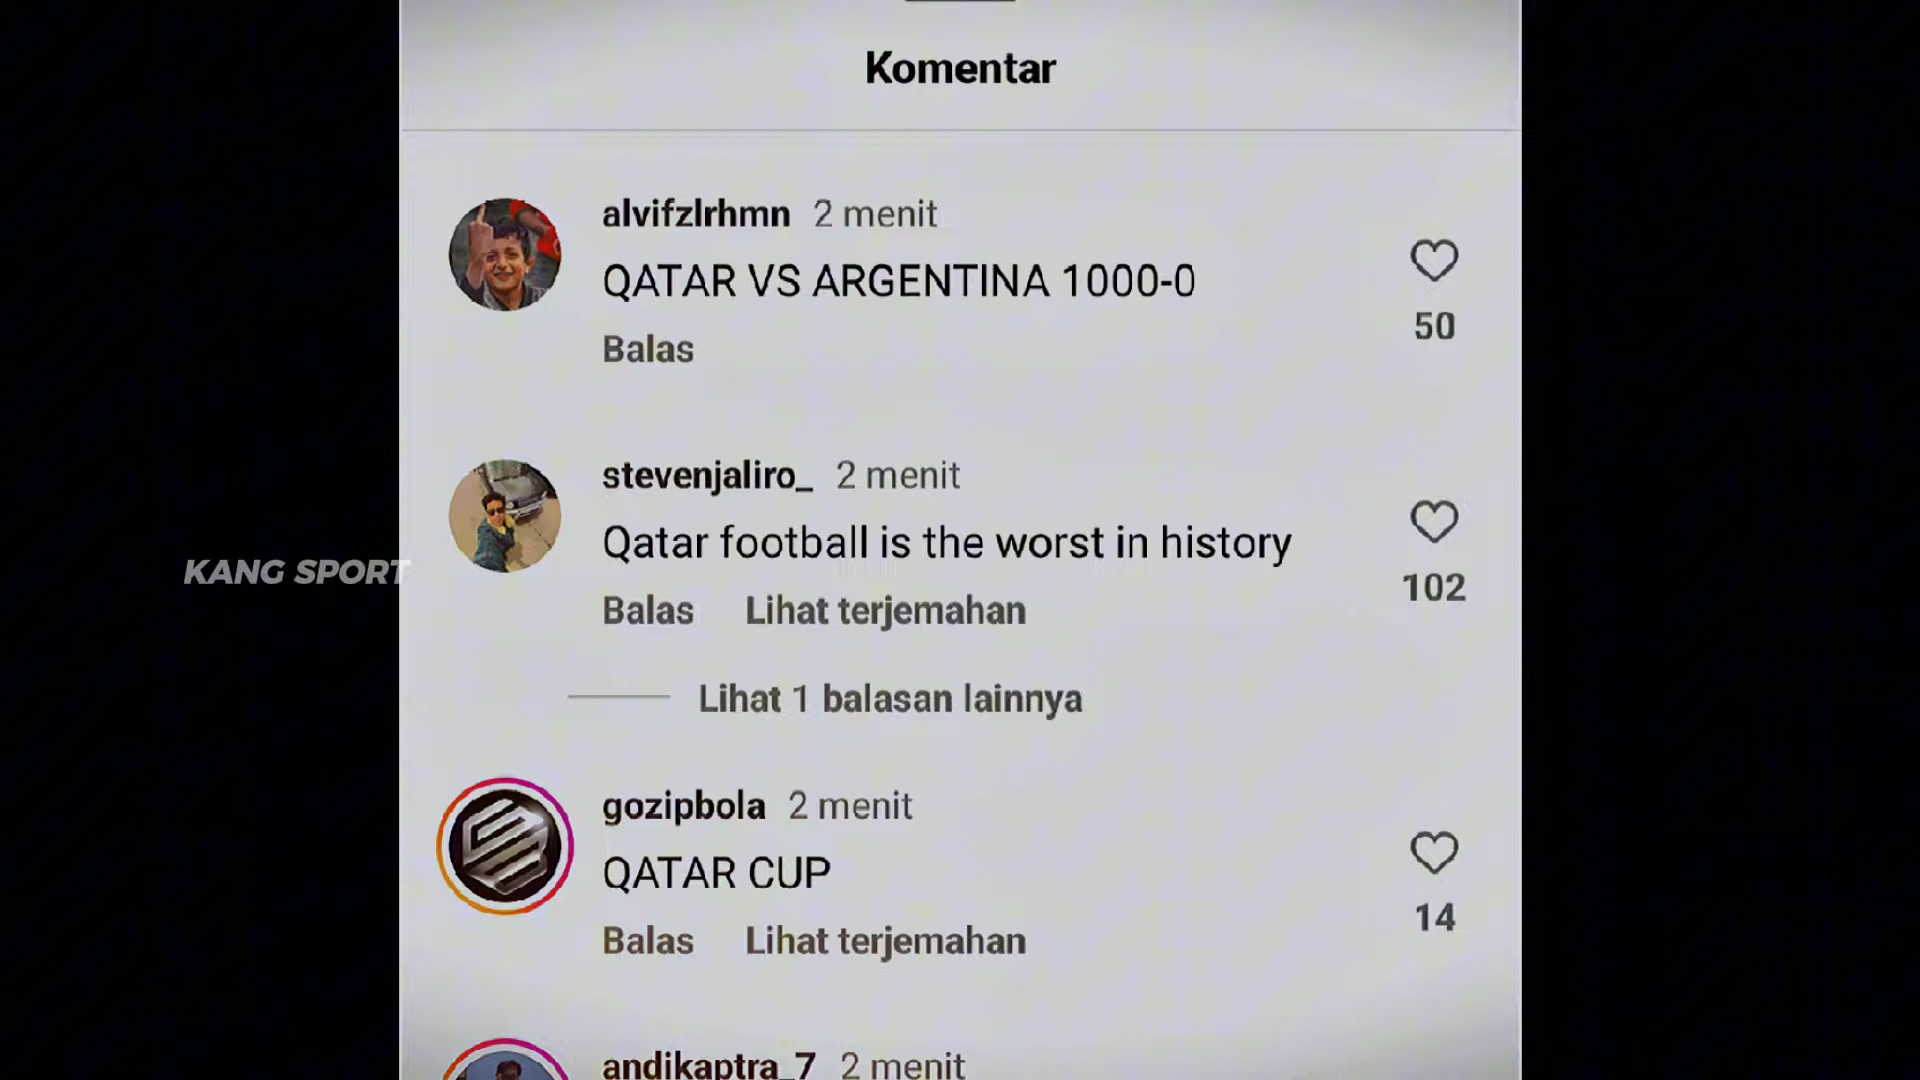 Komentar
alvifzlrhmn 2 menit
QATAR VS ARGENTINA 1000-0
50
Balas
stevenjaliro_ 2 menit
Qatar football is the worst in history
102
Balas Lihat terjemahan
KANG SPORT
Lihat 1 balasan lainnya
gozipbola 2 menit
QATAR CUP
14
Balas Lihat terjemahan
andikaptra_7 2 menit